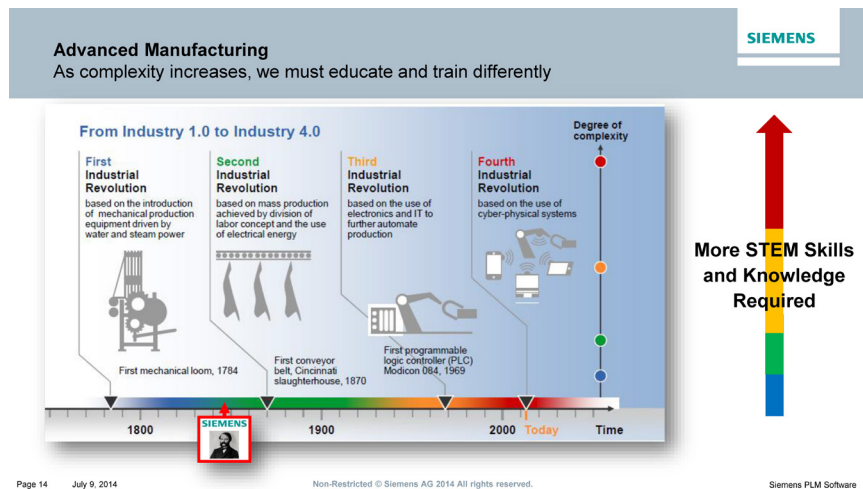 SIEMENS
Advanced Manufacturing
As complexity increases, we must educate and train differently
From Industry 1.0 to Industry 4.0
Degree of
complexity
First
Industrial
Revolution
based on the introduction
of mechanical production
equipment driven by
water and steam power
Second
Industrial
Revolution
based on mass production
achieved by division of
labor concept and the use
of electrical energy
Third
Industrial
Revolution
based on the use of
electronics and IT to
further automate
production
Fourth
Industrial
Revolution
based on the use of
cyber-physical systems
More STEM Skills
and Knowledge
Required
First mechanical loom, 1784
First conveyor
belt, Cincinnati
slaughterhouse, 1870
First programmable
logic controller (PLC)
Modicon 084, 1969
SIEMENS
1800
1900
2000
Today
Time
Page 14
July 9, 2014
Non-Restricted © Siemens AG 2014 All rights reserved.
Siemens PLM Software